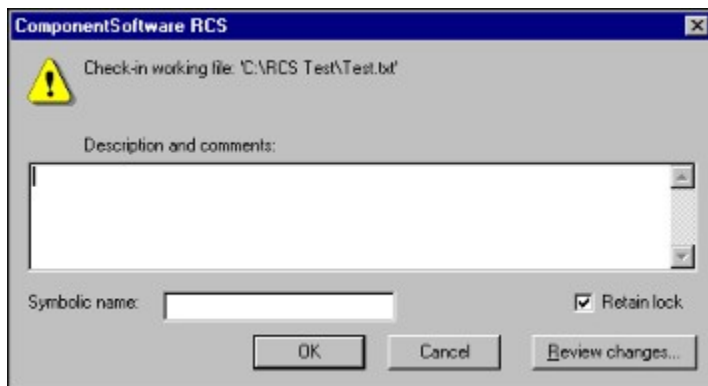 ComponentSoftware RCS
Check-in working file: 'C:\RCS Test\Test.txt'
Description and comments:
Symbolic name:
Retain lock
OK Cancel Review changes...